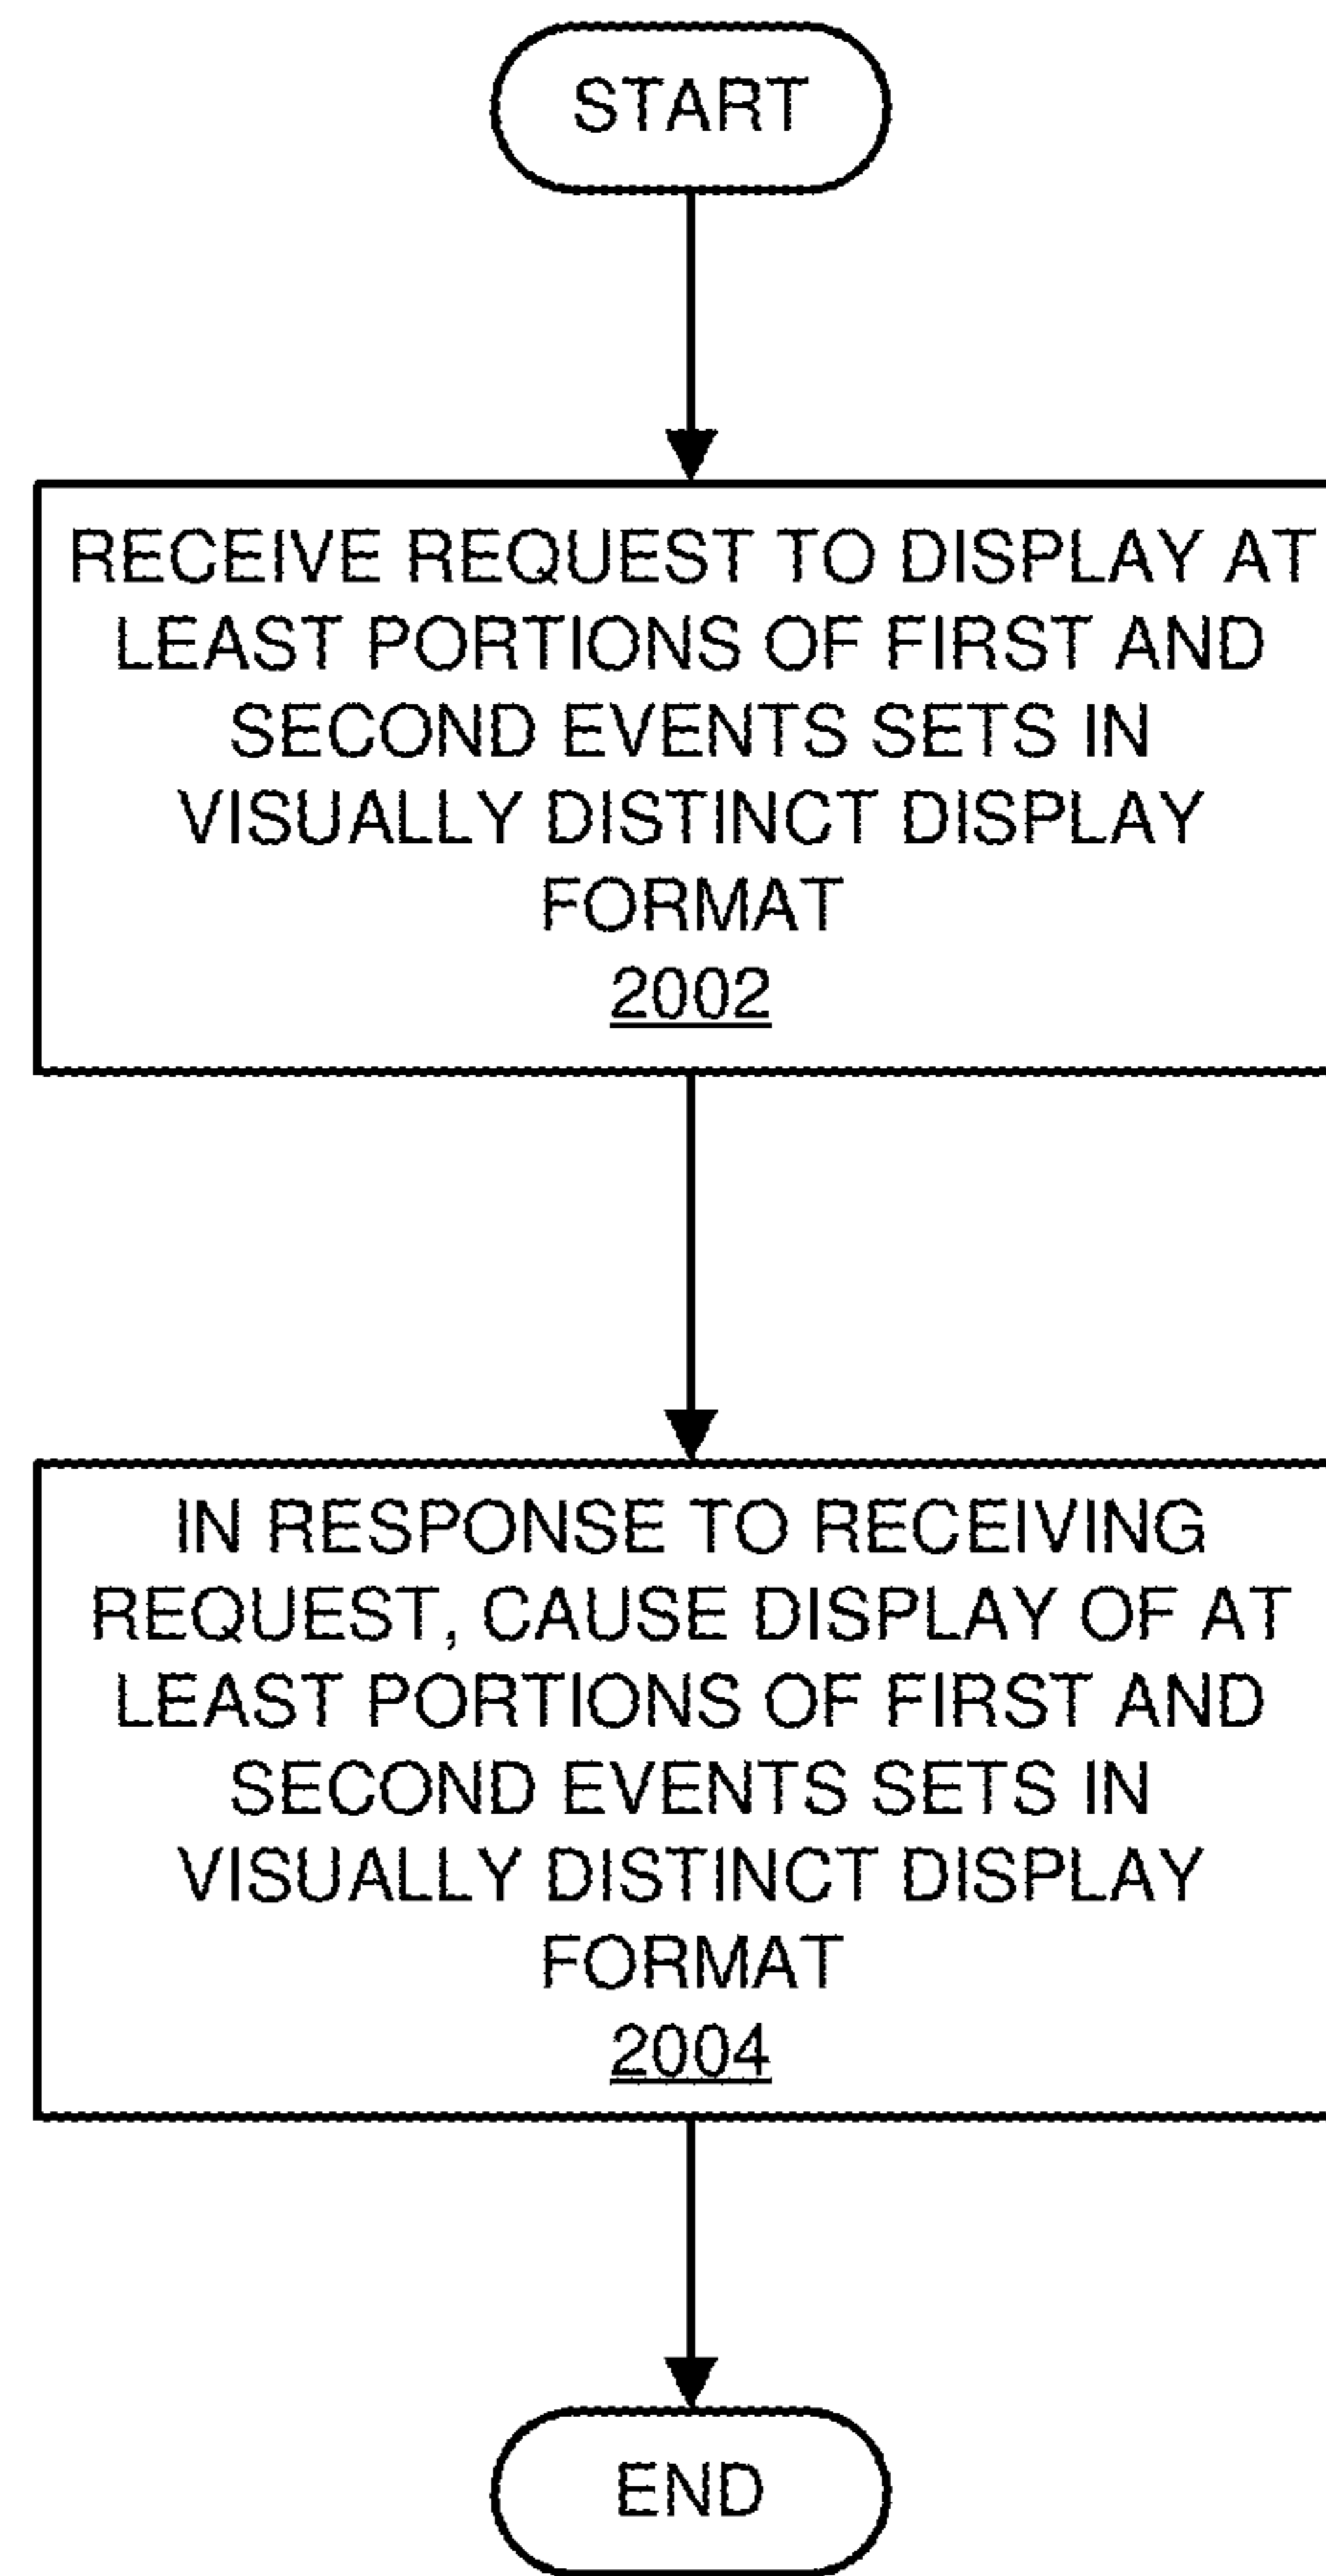 START
RECEIVE REQUEST TO DISPLAY AT
LEAST PORTIONS OF FIRST AND
SECOND EVENTS SETS IN
VISUALLY DISTINCT DISPLAY
FORMAT
2002
IN RESPONSE TO RECEIVING
REQUEST, CAUSE DISPLAY OF AT
LEAST PORTIONS OF FIRST AND
SECOND EVENTS SETS IN
VISUALLY DISTINCT DISPLAY
FORMAT
2004
END